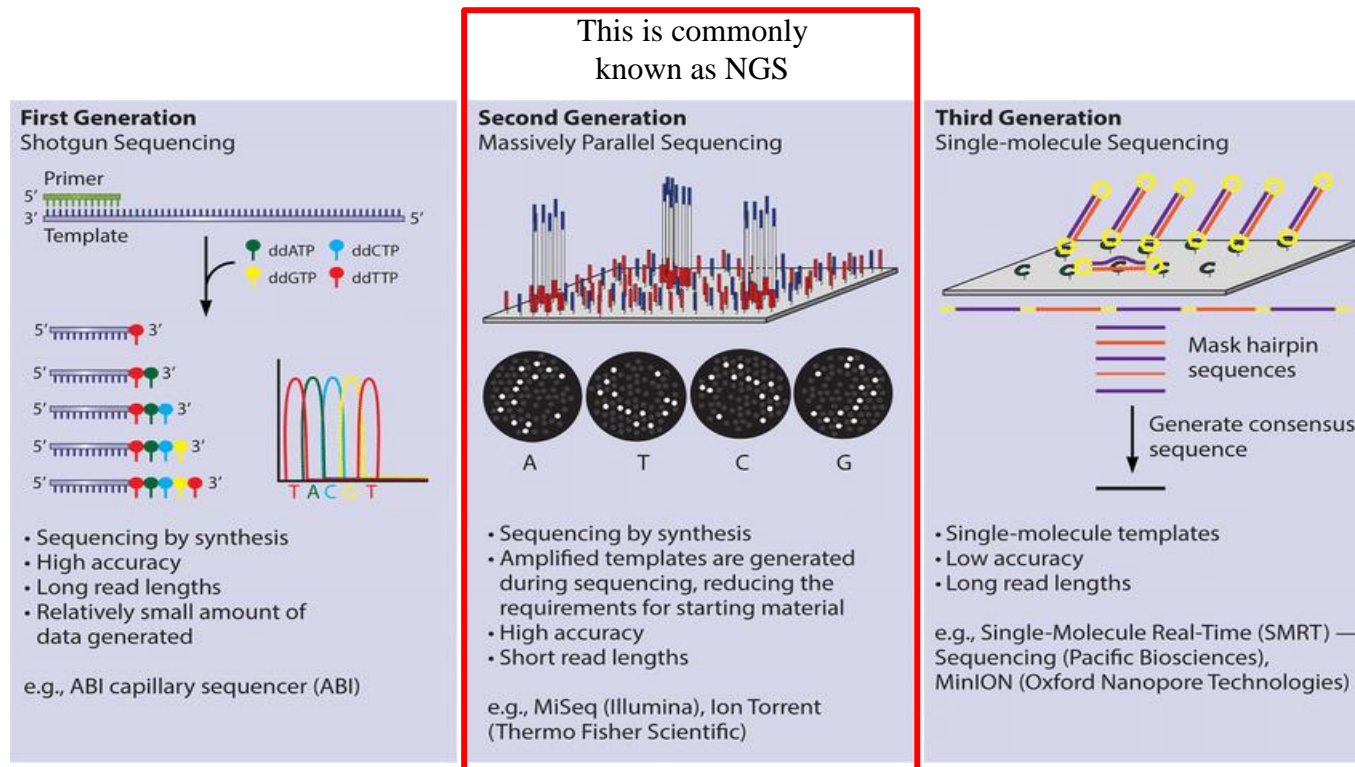 This is commonly
known as NGS
First Generation
Shotgun Sequencing
Primer
5′
3′
5′
Template
ddATP ddCTP
ddGTP ddTTP
5′ 3′
5′ 3′
5′ 3′
5′ 3′
5′ 3′
T A C G T
• Sequencing by synthesis
• High accuracy
• Long read lengths
• Relatively small amount of
data generated
e.g., ABI capillary sequencer (ABI)
Second Generation
Massively Parallel Sequencing
A T C G
• Sequencing by synthesis
• Amplified templates are generated
during sequencing, reducing the
requirements for starting material
• High accuracy
• Short read lengths
e.g., MiSeq (Illumina), Ion Torrent
(Thermo Fisher Scientific)
Third Generation
Single-molecule Sequencing
Mask hairpin
sequences
Generate consensus
sequence
• Single-molecule templates
• Low accuracy
• Long read lengths
e.g., Single-Molecule Real-Time (SMRT) —
Sequencing (Pacific Biosciences),
MinION (Oxford Nanopore Technologies)